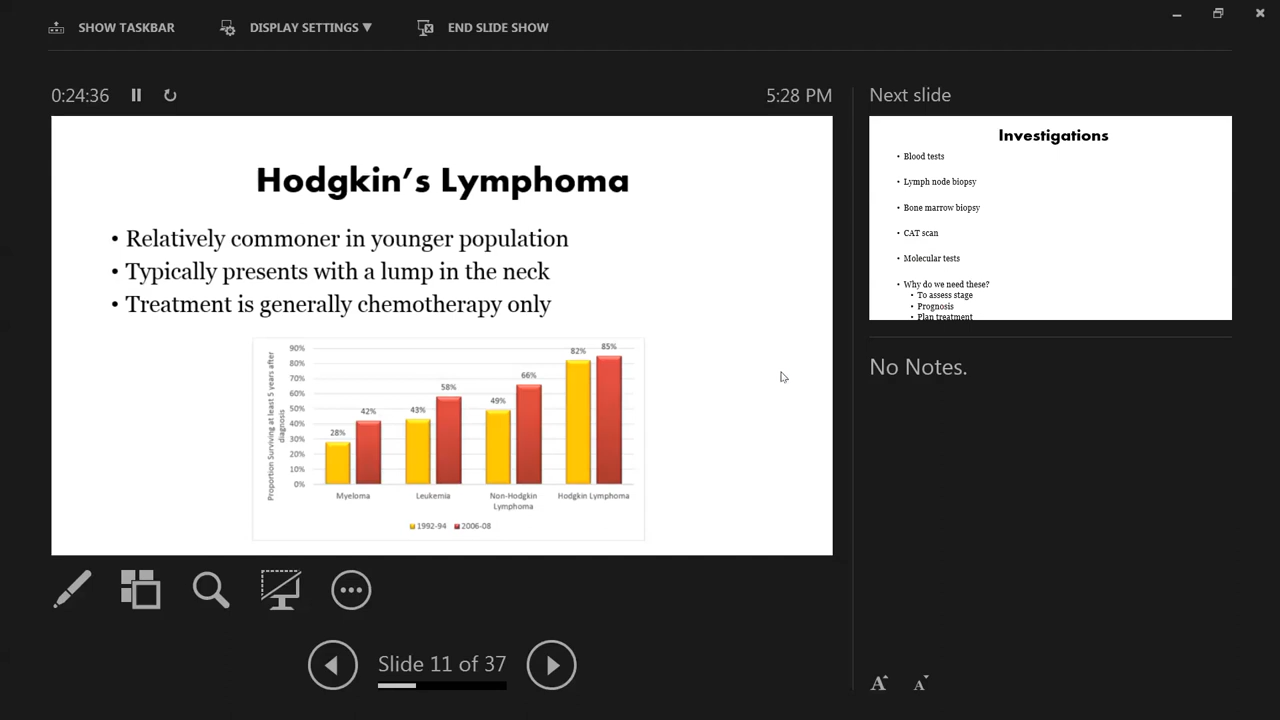 SHOW TASKBAR
DISPLAY SETTINGS ▼
END SLIDE SHOW
0:24:36
5:28 PM
Hodgkin's Lymphoma
• Relatively commoner in younger population
• Typically presents with a lump in the neck
• Treatment is generally chemotherapy only
Proportion Surviving at least 5 years after
diagnosis
90%
80%
70%
60%
50%
40%
30%
20%
10%
0%
28%
42%
43%
58%
49%
66%
82%
85%
Myeloma
Leukemia
Non-Hodgkin
Lymphoma
Hodgkin Lymphoma
1992-94
2006-08
Slide 11 of 37
Next slide
Investigations
• Blood tests
• Lymph node biopsy
• Bone marrow biopsy
• CAT scan
• Molecular tests
• Why do we need these?
• To assess stage
• Prognosis
• Plan treatment
No Notes.
A
A